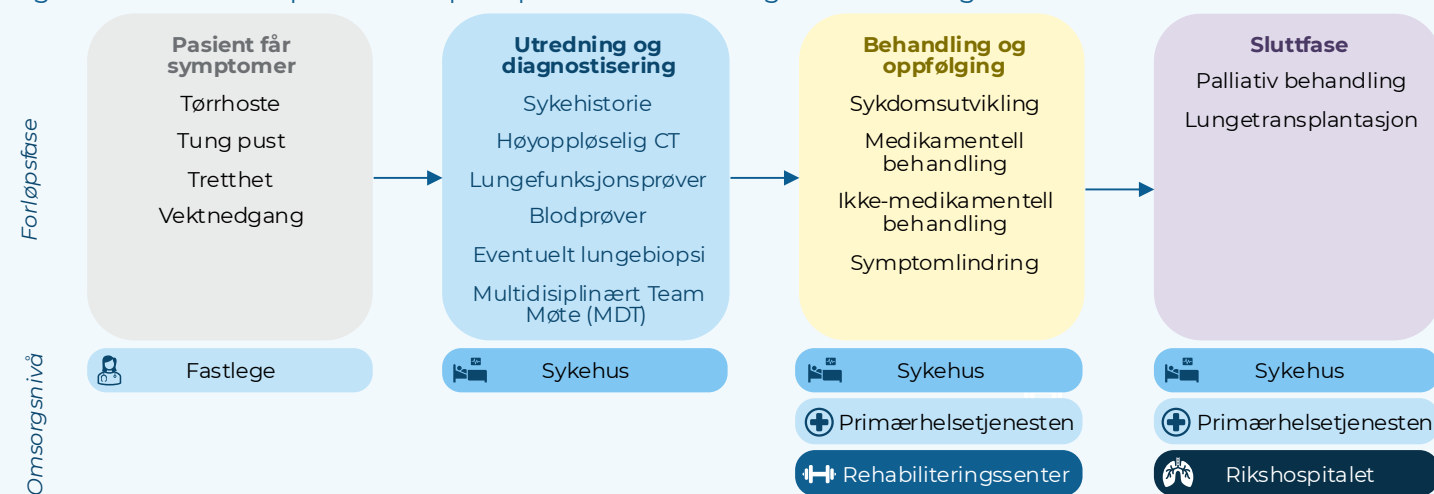 Forløpsfase
Pasient får
symptomer
Tørrhoste
Tung pust
Tretthet
Vektnedgang
Utredning og
diagnostisering
Sykehistorie
Høyoppløselig CT
Lungefunksjonsprøver
Blodprøver
Eventuelt lungebiopsi
Multidisiplinært Team
Møte (MDT)
Behandling og
oppfølging
Sykdomsutvikling
Medikamentell
behandling
Ikke-medikamentell
behandling
Symptomlindring
Sluttfase
Palliativ behandling
Lungetransplantasjon
Omsorgsnivå
Fastlege
Sykehus
Sykehus
Primærhelsetjenesten
Rehabiliteringssenter
Sykehus
Primærhelsetjenesten
Rikshospitalet